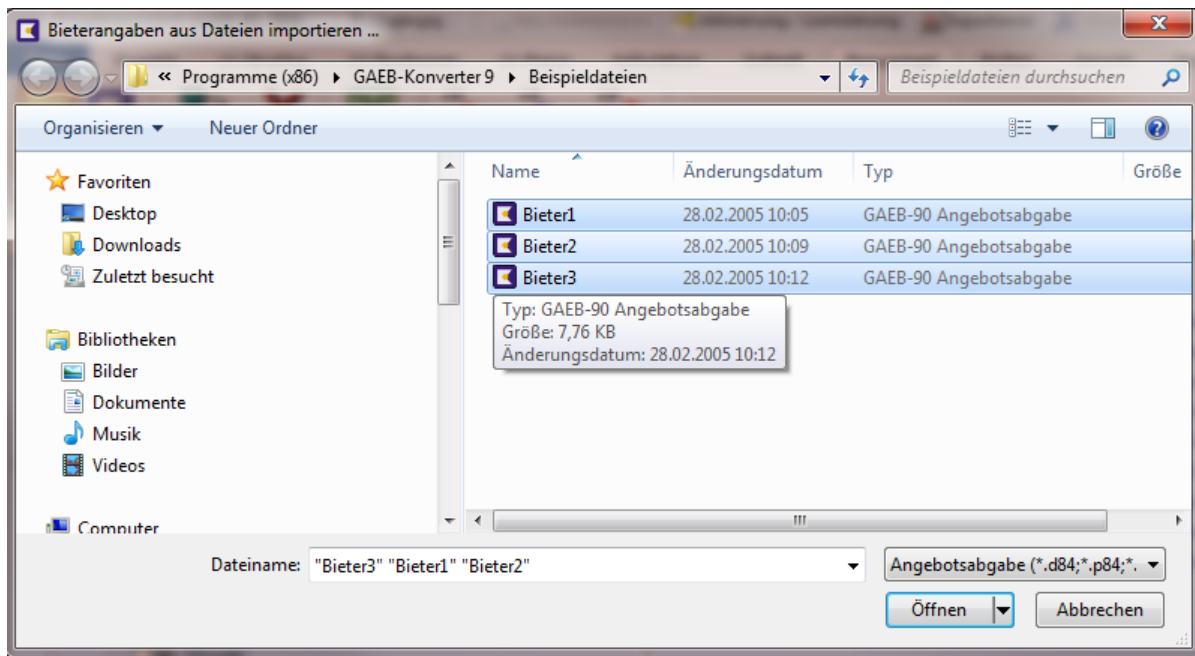 Bieterangaben aus Dateien importieren ...
« Programme (x86) GAEB-Konverter 9 Beispieldateien Beispieldateien durchsuchen
Organisieren Neuer Ordner
Favoriten
Desktop
Downloads
Zuletzt besucht
Bibliotheken
Bilder
Dokumente
Musik
Videos
Computer
Name Änderungsdatum Typ Größe
Bieter1 28.02.2005 10:05 GAEB-90 Angebotsabgabe
Bieter2 28.02.2005 10:09 GAEB-90 Angebotsabgabe
Bieter3 28.02.2005 10:12 GAEB-90 Angebotsabgabe
Typ: GAEB-90 Angebotsabgabe
Größe: 7,76 KB
Änderungsdatum: 28.02.2005 10:12
Dateiname: "Bieter3" "Bieter1" "Bieter2" Angebotsabgabe (*.d84;*.p84;*.
Öffnen Abbrechen